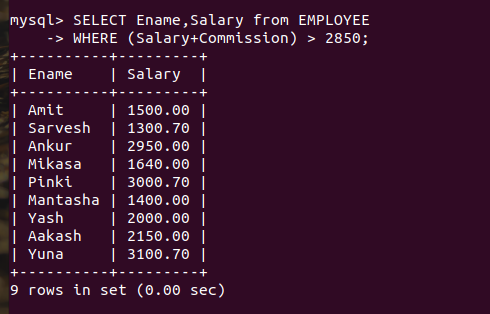 mysql> SELECT Ename,Salary from EMPLOYEE
    -> WHERE (Salary+Commission) > 2850;
+----------+---------+
| Ename    | Salary  |
+----------+---------+
| Amit     | 1500.00 |
| Sarvesh  | 1300.70 |
| Ankur    | 2950.00 |
| Mikasa   | 1640.00 |
| Pinki    | 3000.70 |
| Mantasha | 1400.00 |
| Yash     | 2000.00 |
| Aakash   | 2150.00 |
| Yuna     | 3100.70 |
+----------+---------+
9 rows in set (0.00 sec)